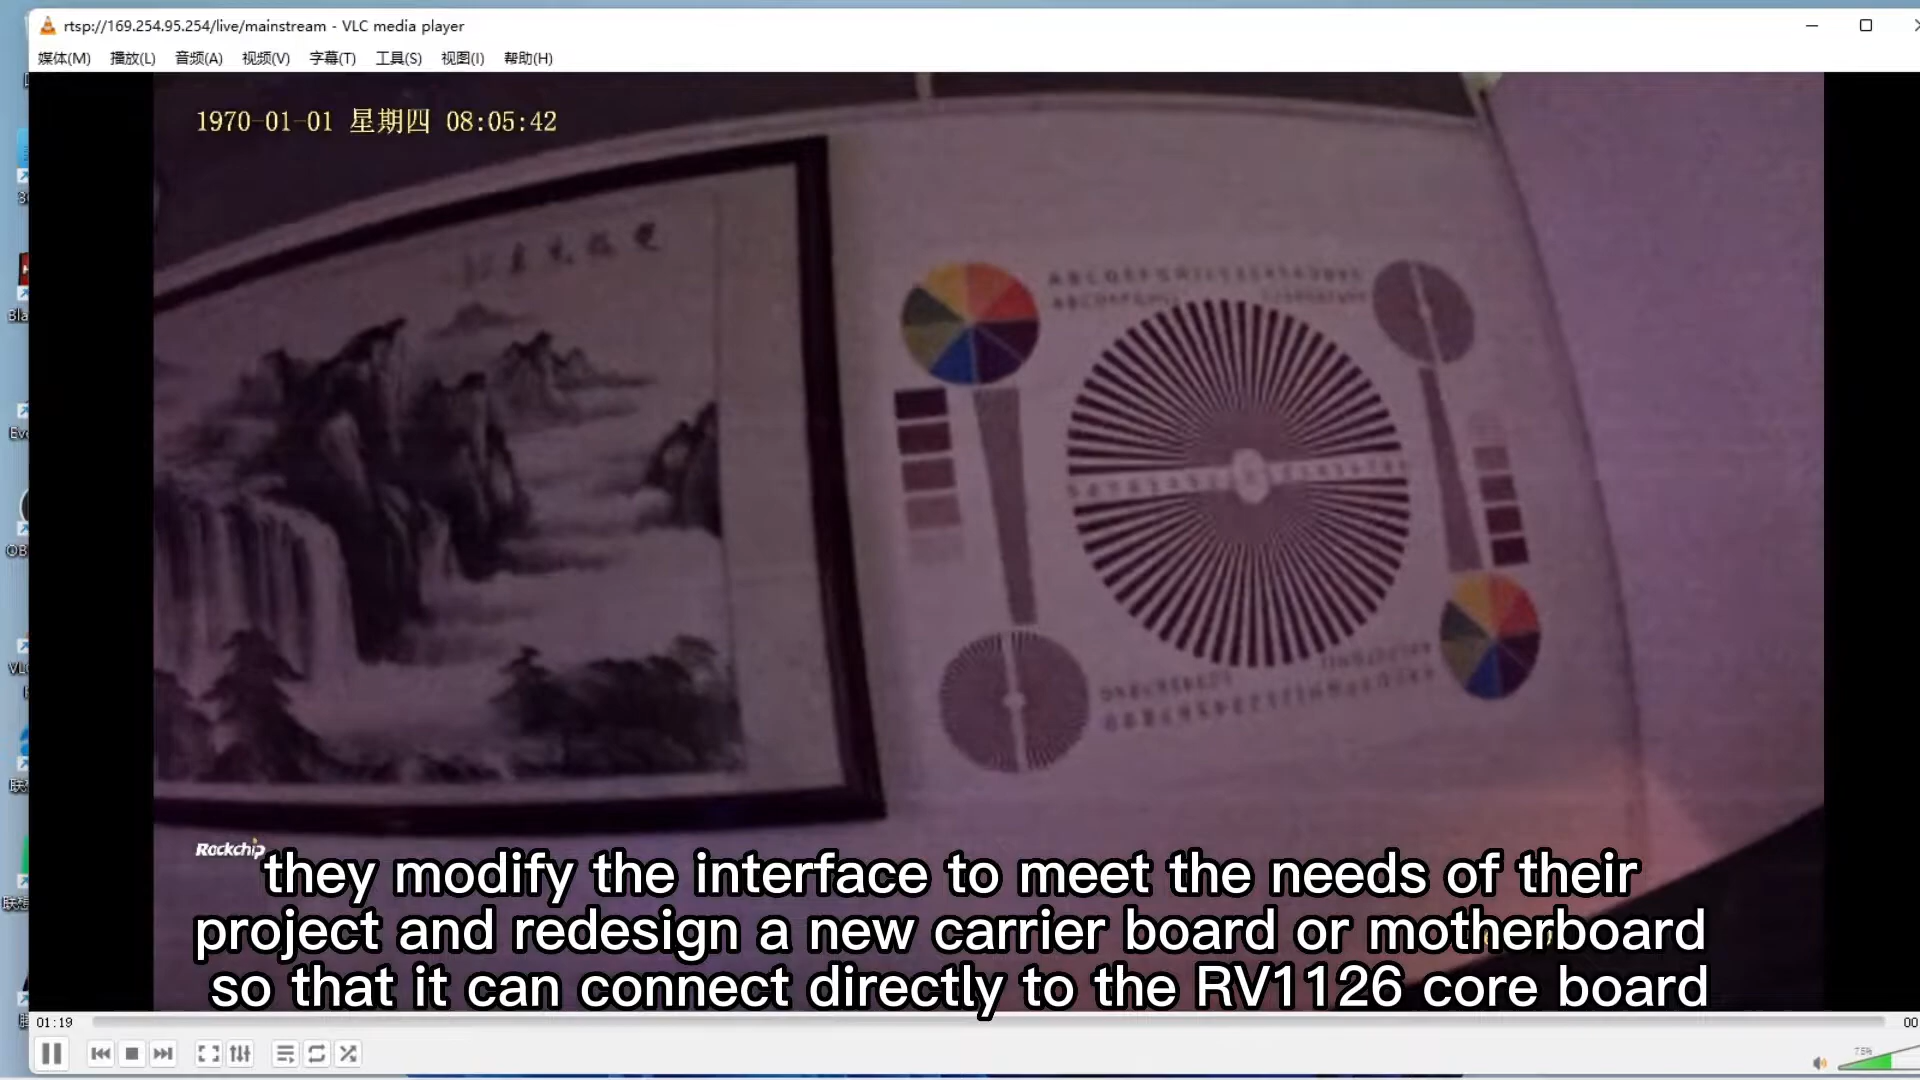 rtsp://169.254.95.254/live/mainstream - VLC media player
媒体(M) 播放(L) 音频(A) 视频(V) 字幕(T) 工具(S) 视图(I) 帮助(H)
1970-01-01 星期四 08:05:42
Rockchip
they modify the interface to meet the needs of their
project and redesign a new carrier board or motherboard
so that it can connect directly to the RV1126 core board
01:19
00
75%